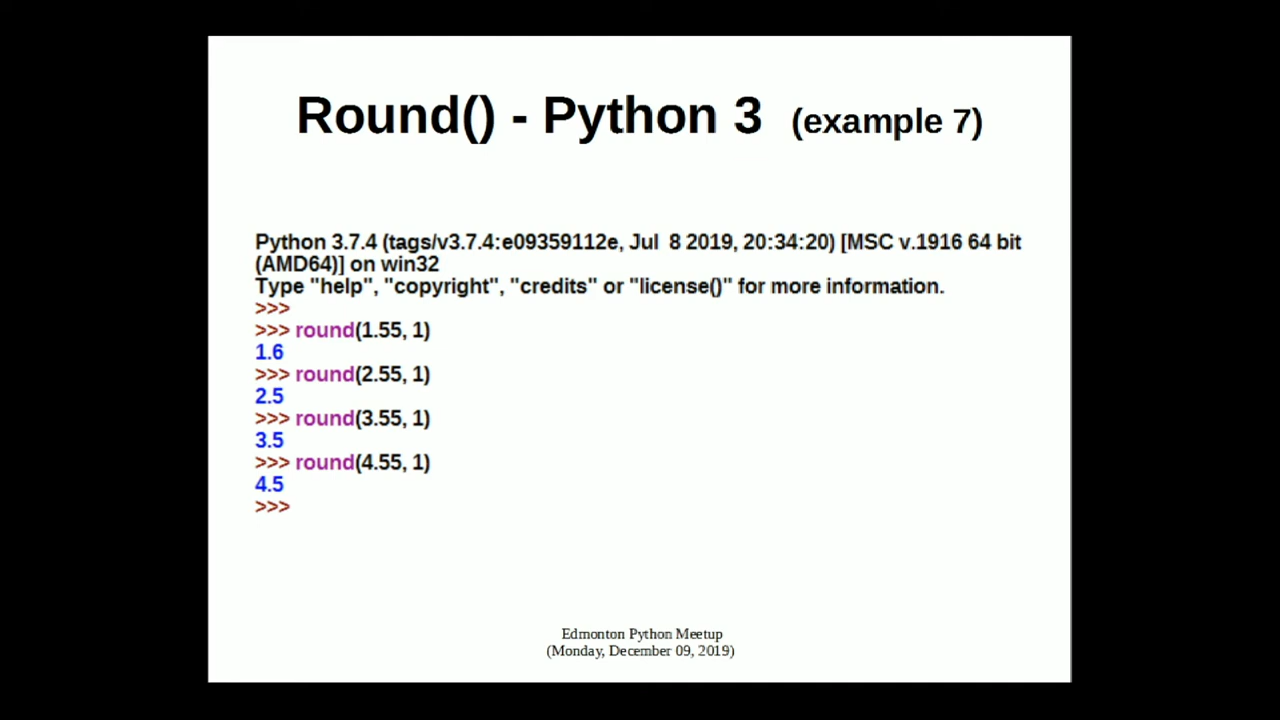 Round() - Python 3 (example 7)
Python 3.7.4 (tags/v3.7.4:e09359112e, Jul  8 2019, 20:34:20) [MSC v.1916 64 bit
(AMD64)] on win32
Type "help", "copyright", "credits" or "license()" for more information.
>>>
>>> round(1.55, 1)
1.6
>>> round(2.55, 1)
2.5
>>> round(3.55, 1)
3.5
>>> round(4.55, 1)
4.5
>>>
Edmonton Python Meetup
(Monday, December 09, 2019)